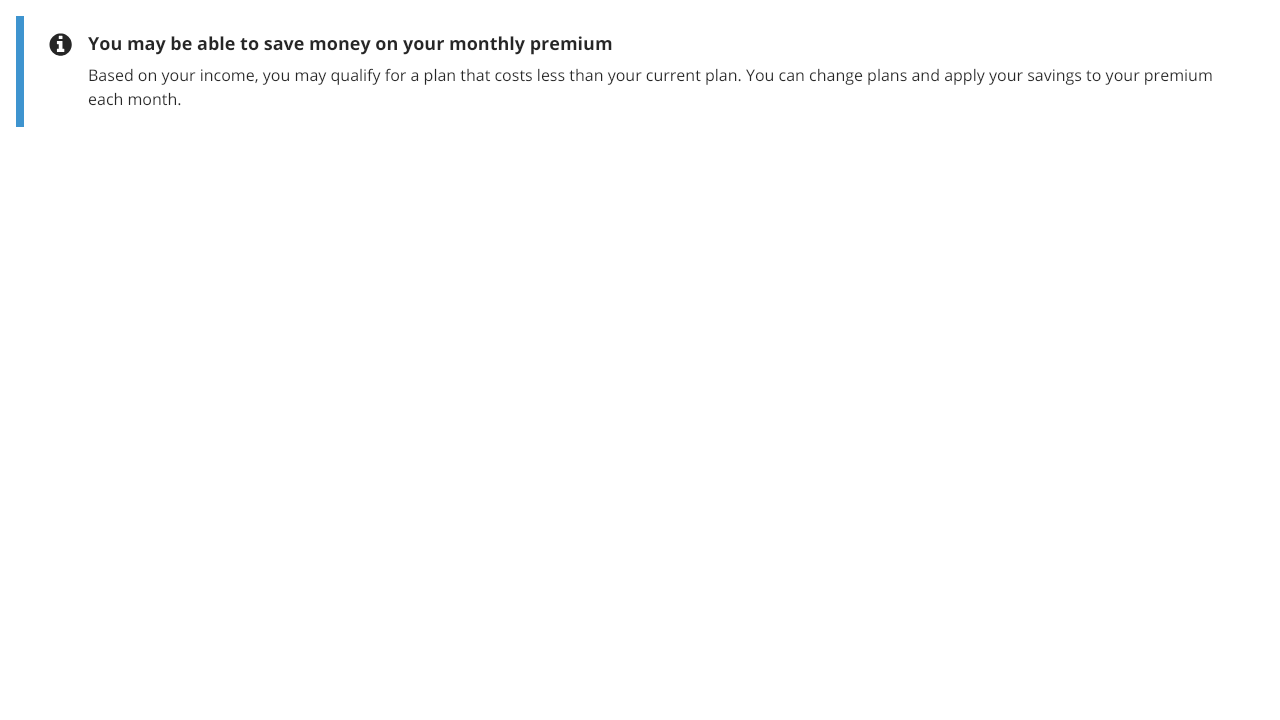 You may be able to save money on your monthly premium
Based on your income, you may qualify for a plan that costs less than your current plan. You can change plans and apply your savings to your premium
each month.